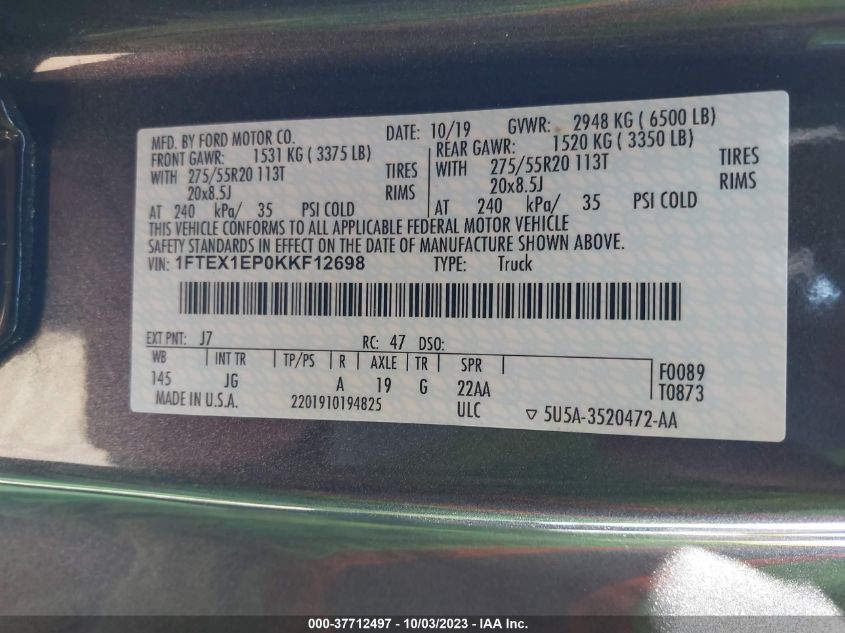 MFD. BY FORD MOTOR CO. DATE: 10/19 GVWR: 2948 KG ( 6500 LB)
FRONT GAWR: 1531 KG ( 3375 LB) REAR GAWR: 1520 KG ( 3350 LB)
WITH 275/55R20 113T TIRES WITH 275/55R20 113T TIRES
20x8.5J RIMS 20x8.5J RIMS
AT 240 kPa/ 35 PSI COLD AT 240 kPa/ 35 PSI COLD
THIS VEHICLE CONFORMS TO ALL APPLICABLE FEDERAL MOTOR VEHICLE
SAFETY STANDARDS IN EFFECT ON THE DATE OF MANUFACTURE SHOWN ABOVE.
VIN: 1FTEX1EP0KKF12698 TYPE: Truck
EXT PNT: J7 RC: 47 DSO:
WB INT TR TP/PS R AXLE TR SPR F0089
145 JG A 19 G 22AA T0873
MADE IN U.S.A. 2201910194825 ULC ▽ 5U5A-3520472-AA
000-37712497 - 10/03/2023 - IAA Inc.